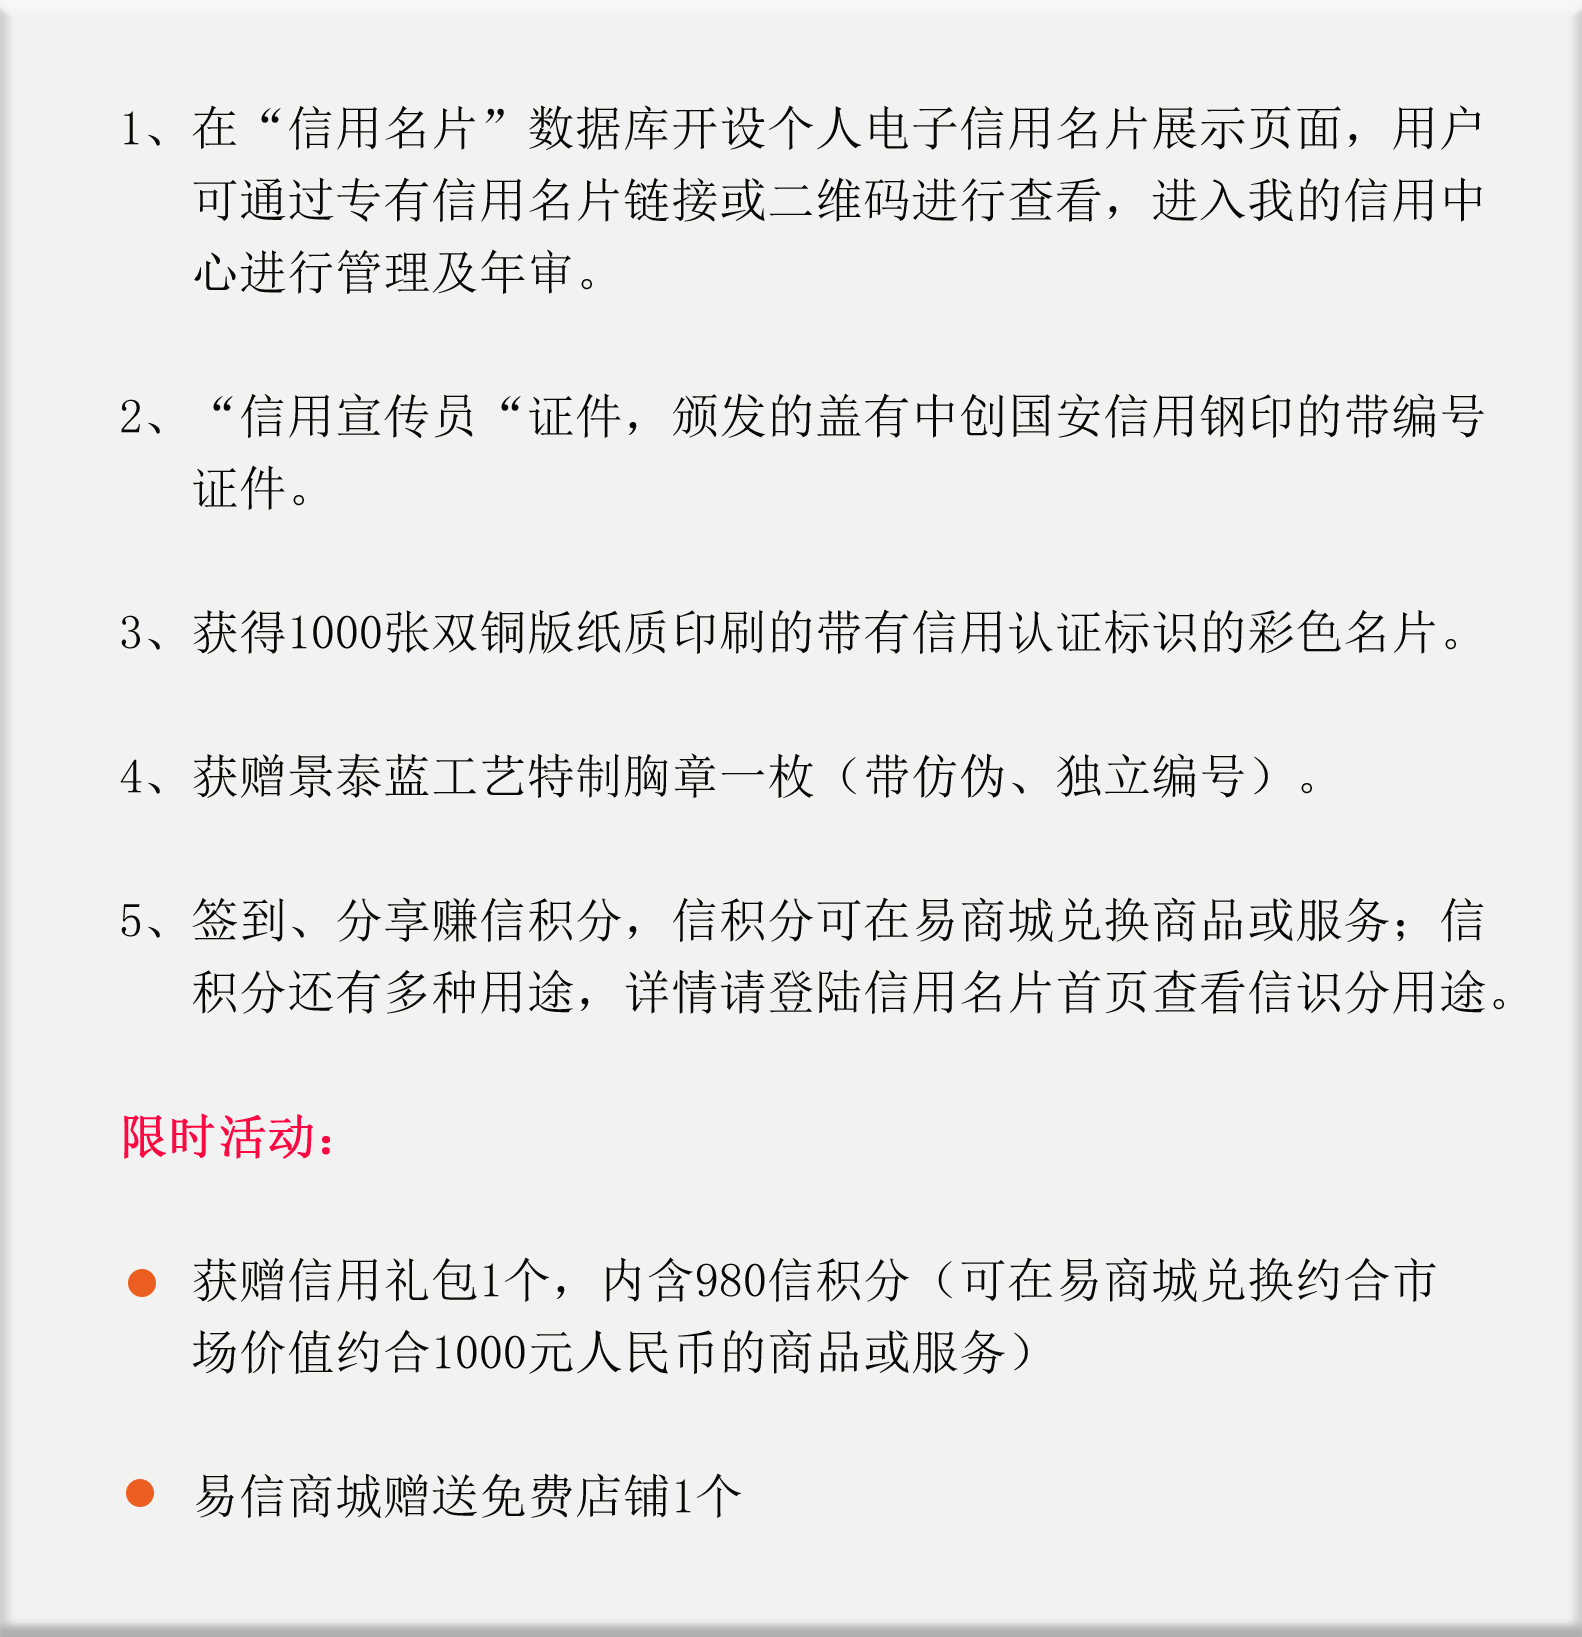 1、在“信用名片”数据库开设个人电子信用名片展示页面，用户
可通过专有信用名片链接或二维码进行查看，进入我的信用中
心进行管理及年审。
2、“信用宣传员“证件，颁发的盖有中创国安信用钢印的带编号
证件。
3、获得1000张双铜版纸质印刷的带有信用认证标识的彩色名片。
4、获赠景泰蓝工艺特制胸章一枚（带仿伪、独立编号）。
5、签到、分享赚信积分，信积分可在易商城兑换商品或服务；信
积分还有多种用途，详情请登陆信用名片首页查看信识分用途。
限时活动：
● 获赠信用礼包1个，内含980信积分（可在易商城兑换约合市
场价值约合1000元人民币的商品或服务）
● 易信商城赠送免费店铺1个